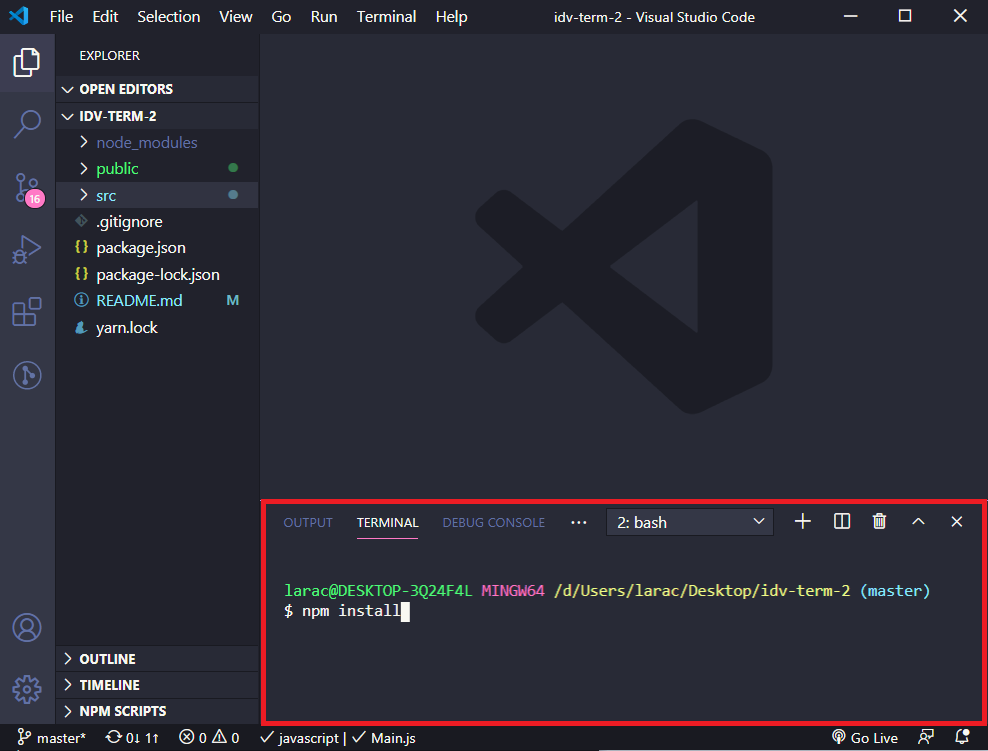 File Edit Selection View Go Run Terminal Help idv-term-2 - Visual Studio Code
EXPLORER
OPEN EDITORS
IDV-TERM-2
node_modules
public
src
16
.gitignore
package.json
package-lock.json
README.md M
yarn.lock
OUTPUT TERMINAL DEBUG CONSOLE ··· 2: bash
larac@DESKTOP-3Q24F4L MINGW64 /d/Users/larac/Desktop/idv-term-2 (master)
$ npm install
OUTLINE
TIMELINE
NPM SCRIPTS
master* 0↓ 1↑ 0 0 javascript | Main.js Go Live